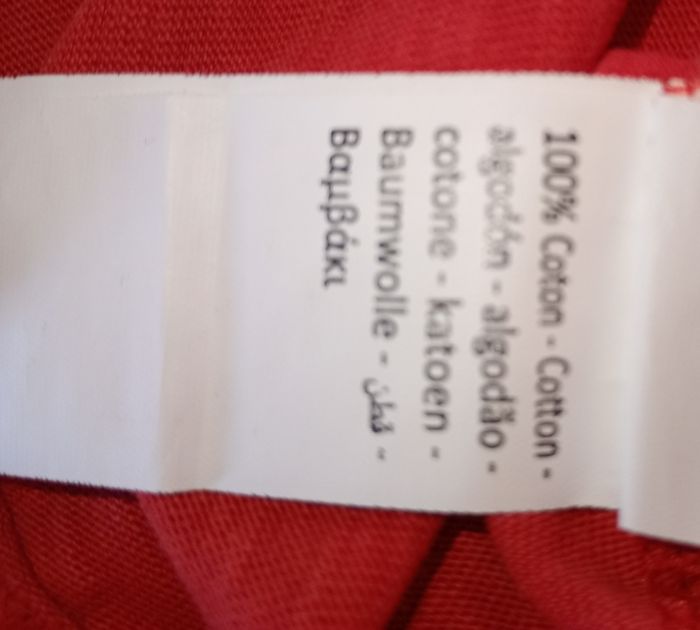 100% Coton - Cotton -
algodón - algodão -
cotone - katoen -
Baumwolle - قطن -
Βαμβάκι